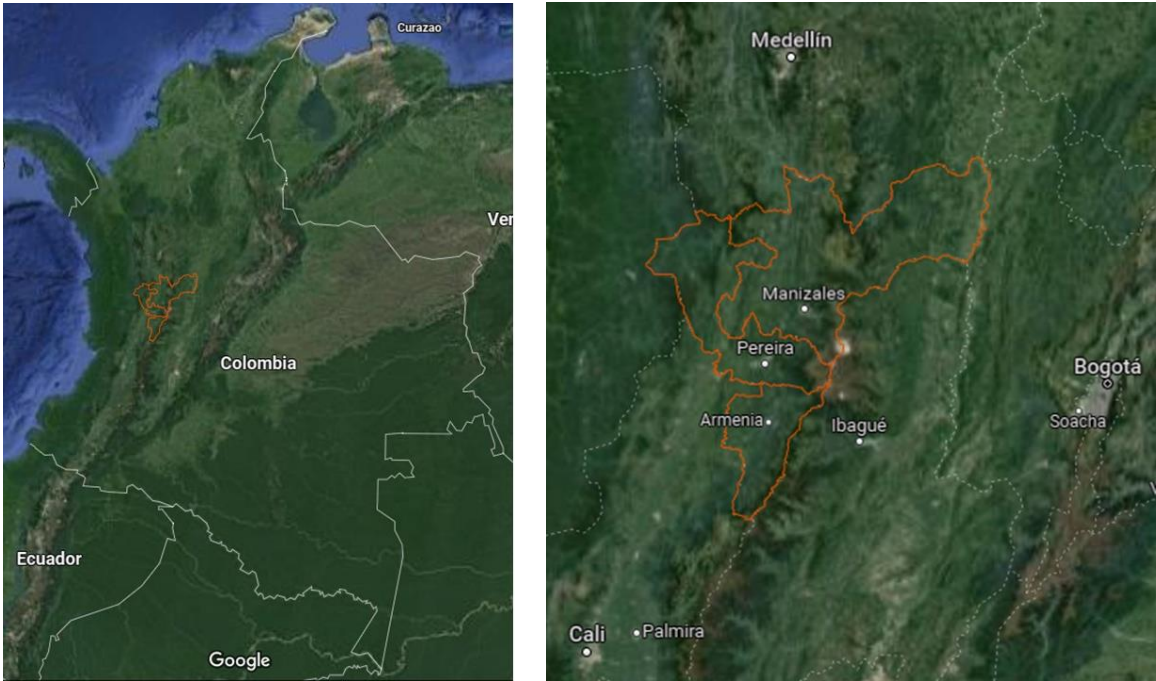 Curazao
Ver
Colombia
Ecuador
Google
Medellín
Manizales
Pereira
Bogotá
Armenia
Ibagué
Soacha
Cali
Palmira